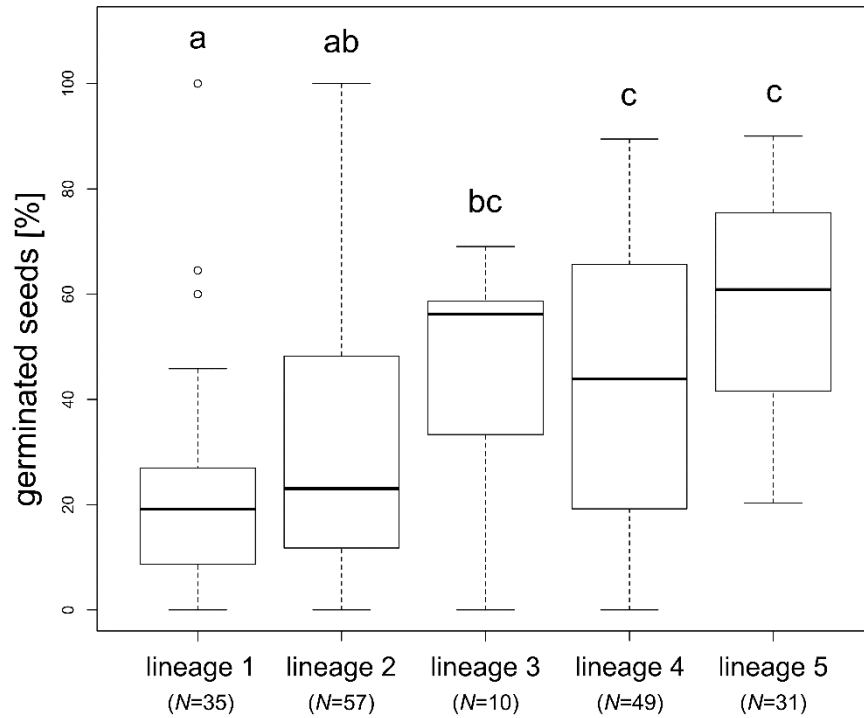 a ab bc c c
germinated seeds [%]
100
80
60
40
20
0
lineage 1 lineage 2 lineage 3 lineage 4 lineage 5
(N=35) (N=57) (N=10) (N=49) (N=31)